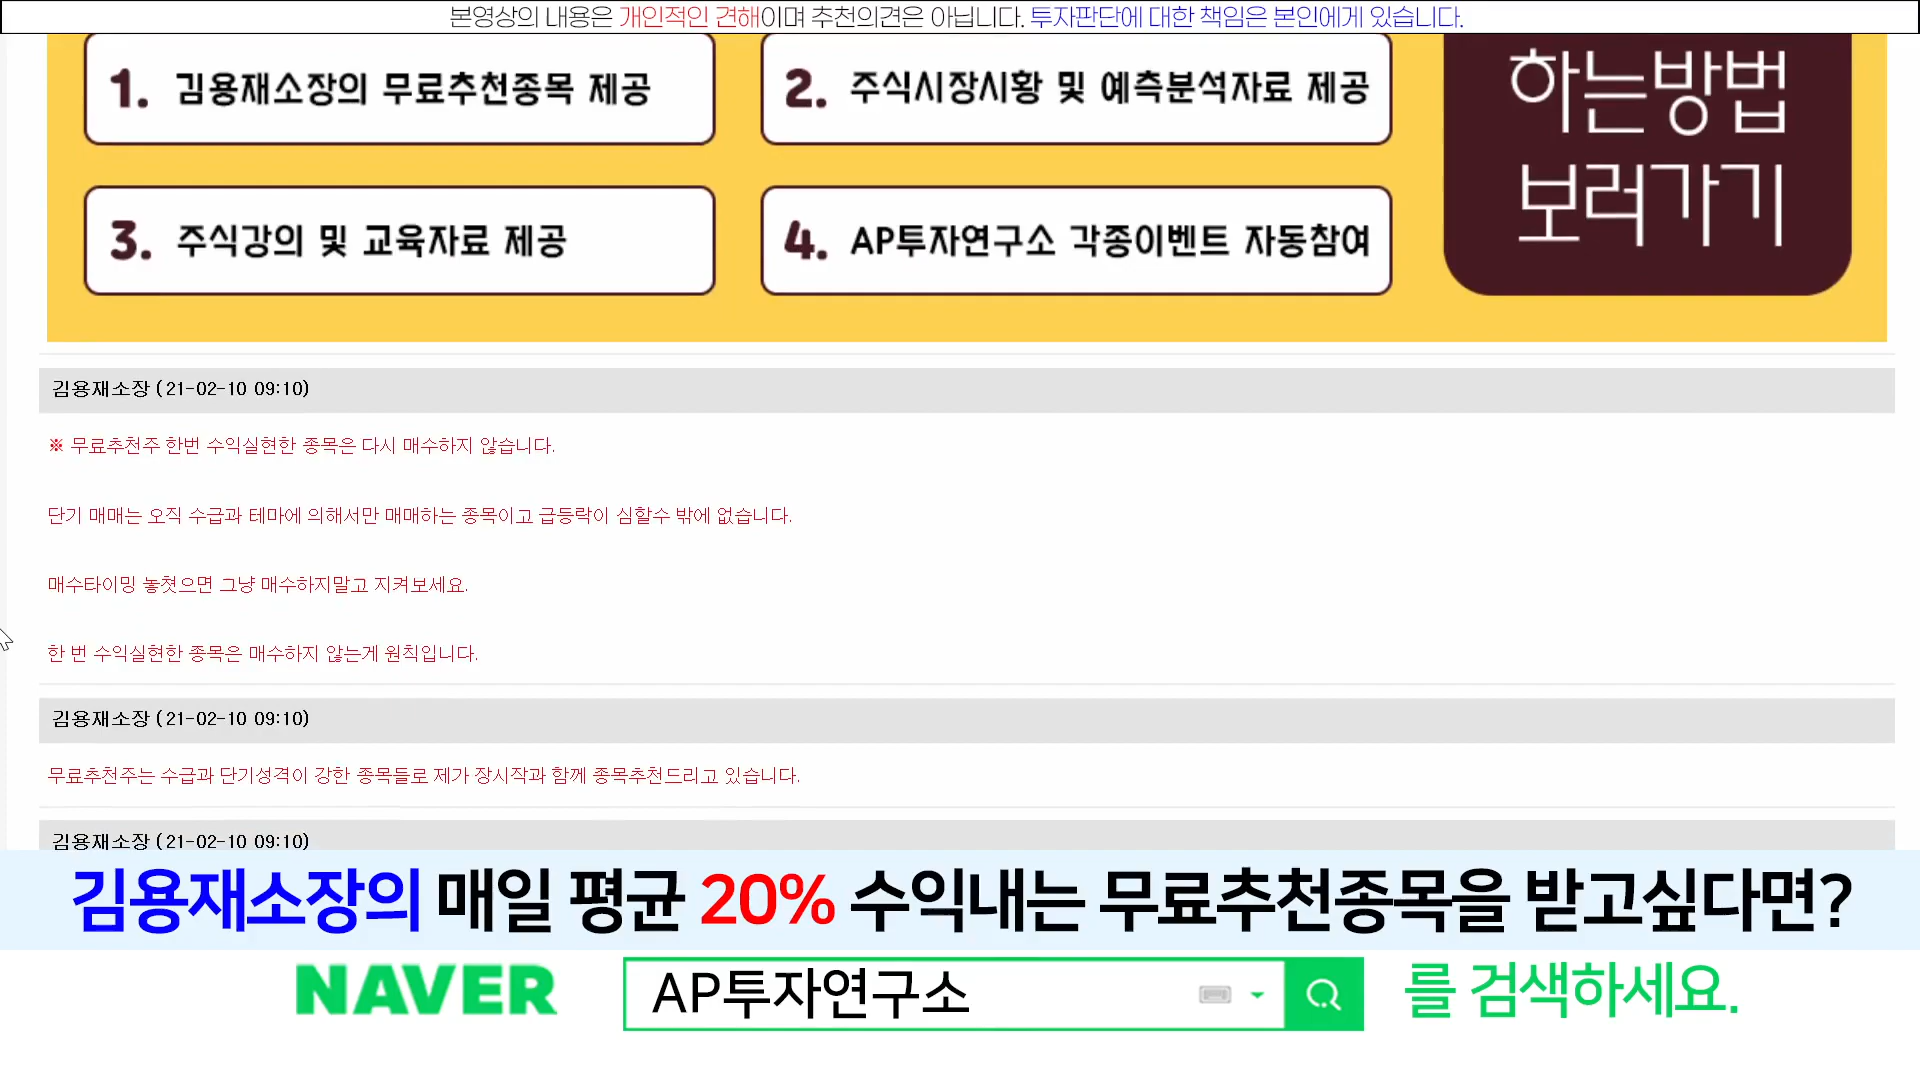 본영상의 내용은 개인적인 견해이며 추천의견은 아닙니다. 투자판단에 대한 책임은 본인에게 있습니다.
1. 김용재소장의 무료추천종목 제공
2. 주식시장시황 및 예측분석자료 제공
하는방법
보러가기
3. 주식강의 및 교육자료 제공
4. AP투자연구소 각종이벤트 자동참여
김용재소장 (21-02-10 09:10)
※ 무료추천주 한번 수익실현한 종목은 다시 매수하지 않습니다.
단기 매매는 오직 수급과 테마에 의해서만 매매하는 종목이고 급등락이 심할수 밖에 없습니다.
매수타이밍 놓쳤으면 그냥 매수하지말고 지켜보세요.
한 번 수익실현한 종목은 매수하지 않는게 원칙입니다.
김용재소장 (21-02-10 09:10)
무료추천주는 수급과 단기성격이 강한 종목들로 제가 장시작과 함께 종목추천드리고 있습니다.
김용재소장 (21-02-10 09:10)
김용재소장의 매일 평균 20% 수익내는 무료추천종목을 받고싶다면?
NAVER AP투자연구소 를 검색하세요.